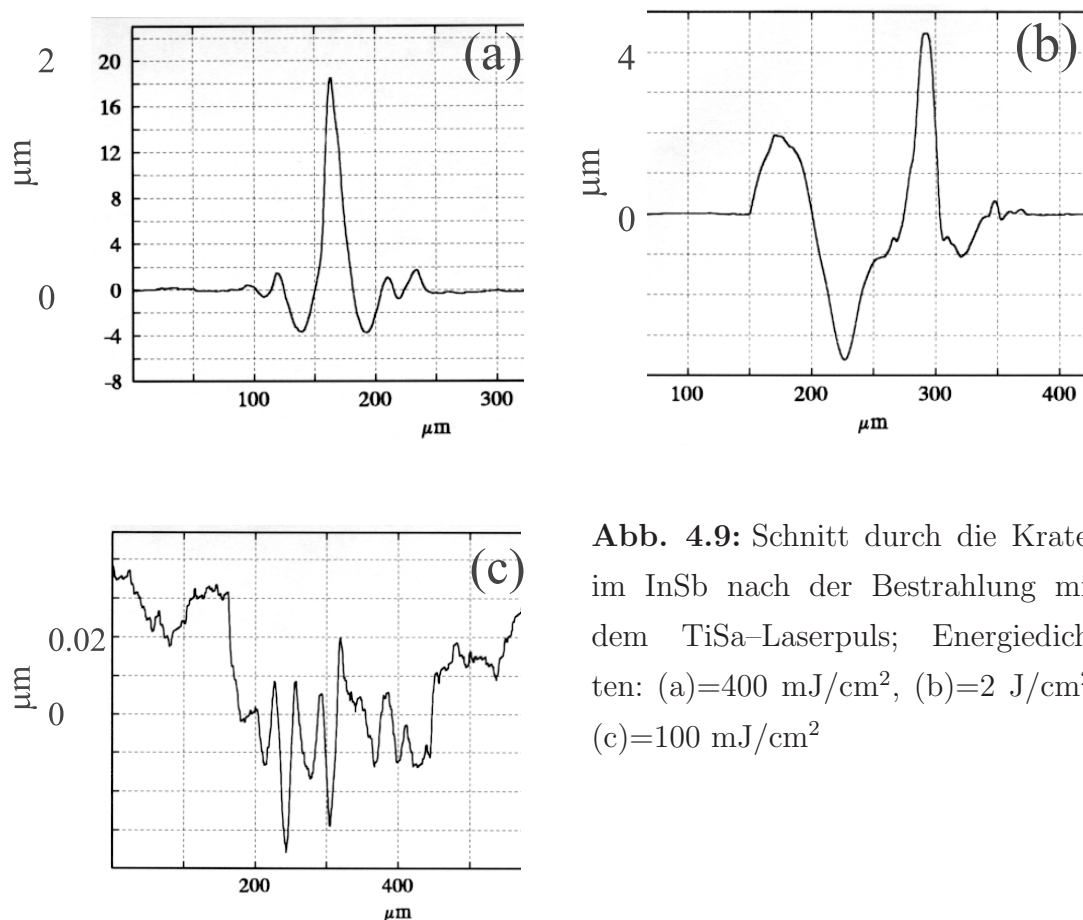 (a)
2
20
16
12
8
4
0
-4
-8
0
µm
100
200
300
µm
(b)
4
0
µm
100
200
300
400
µm
(c)
0.02
0
µm
200
400
µm
Abb. 4.9: Schnitt durch die Krate
im InSb nach der Bestrahlung mi
dem TiSa–Laserpuls; Energiedich
ten: (a)=400 mJ/cm², (b)=2 J/cm²
(c)=100 mJ/cm²